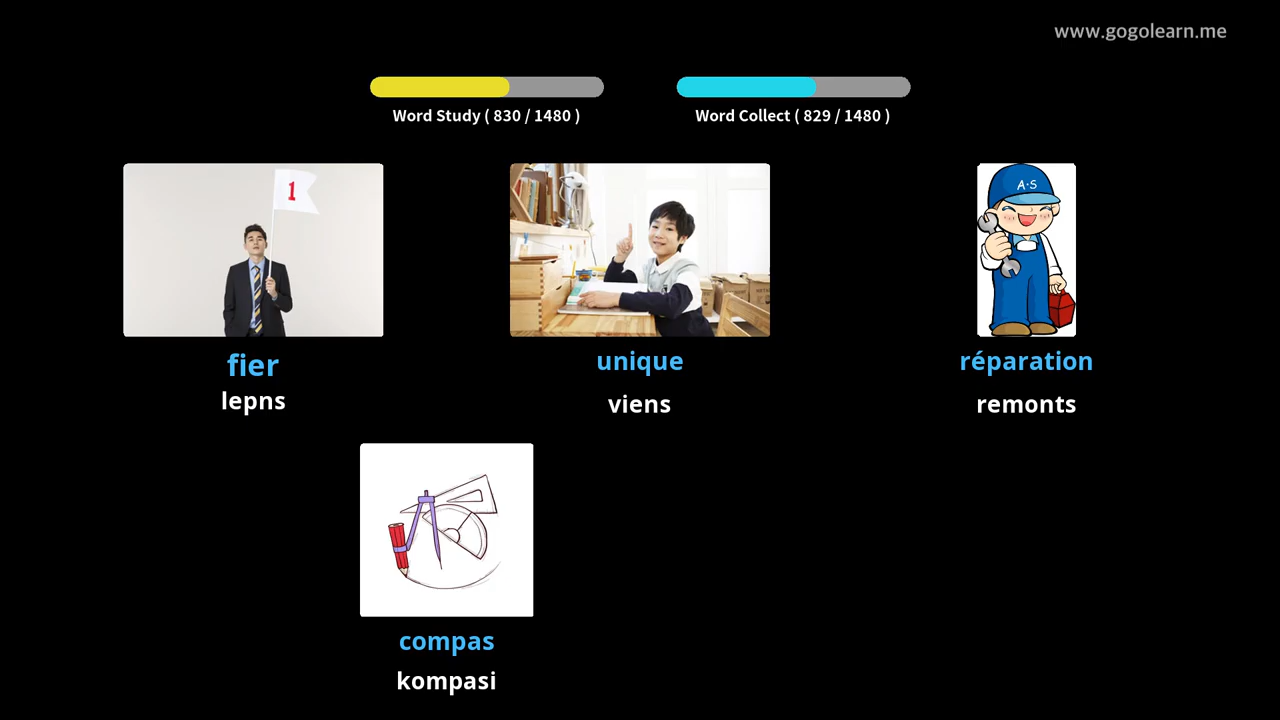 www.gogolearn.me
Word Study ( 830 / 1480 )
Word Collect ( 829 / 1480 )
1
A·S
fier
lepns
unique
viens
réparation
remonts
compas
kompasi